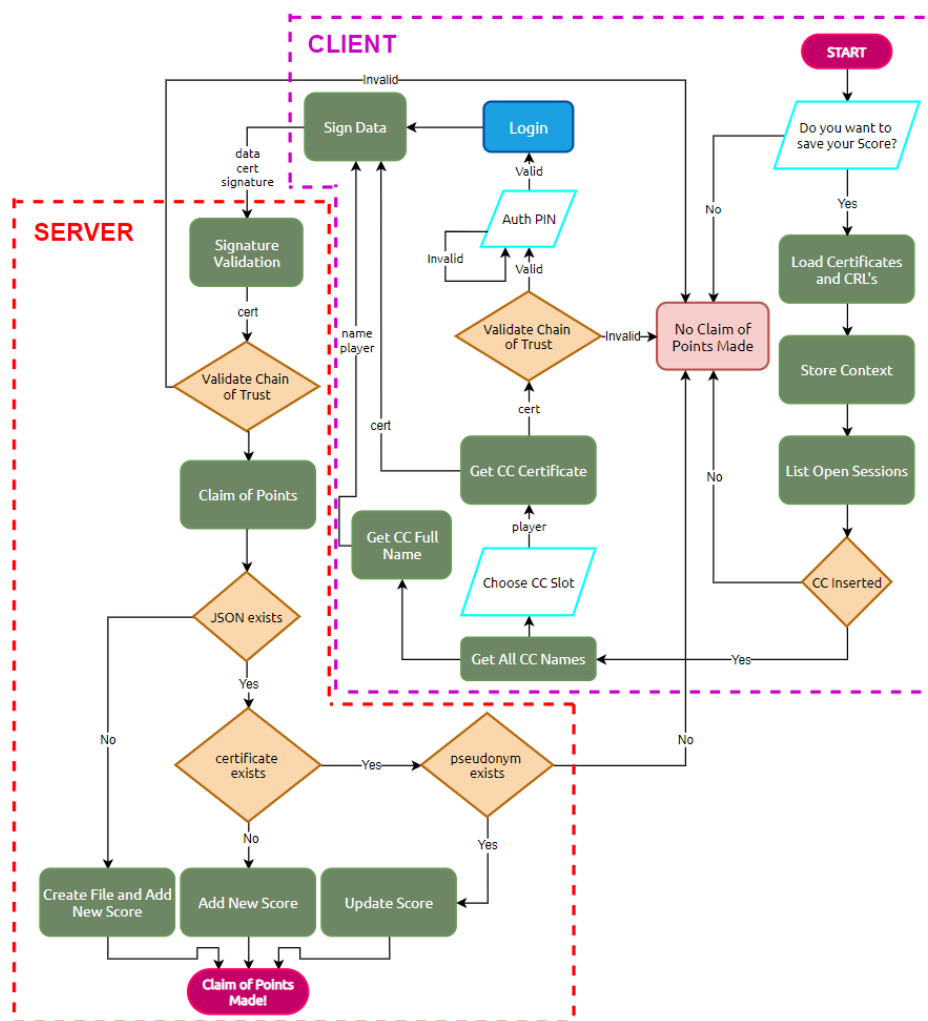 CLIENT
START
Invalid
Sign Data
Login
Do you want to
save your Score?
data
cert
signature
Valid
Yes
No
Auth PIN
SERVER
Signature
Validation
Invalid
Valid
Load Certificates
and CRL's
cert
name
player
Validate Chain
of Trust
Invalid
No Claim of
Points Made
Validate Chain
of Trust
Store Context
cert
cert
Get CC Certificate
List Open Sessions
No
Claim of Points
player
Get CC Full
Name
Choose CC Slot
CC Inserted
JSON exists
Get All CC Names
Yes
Yes
No
certificate
exists
Yes
pseudonym
exists
No
No
Yes
Create File and Add
New Score
Add New Score
Update Score
Claim of Points
Made!